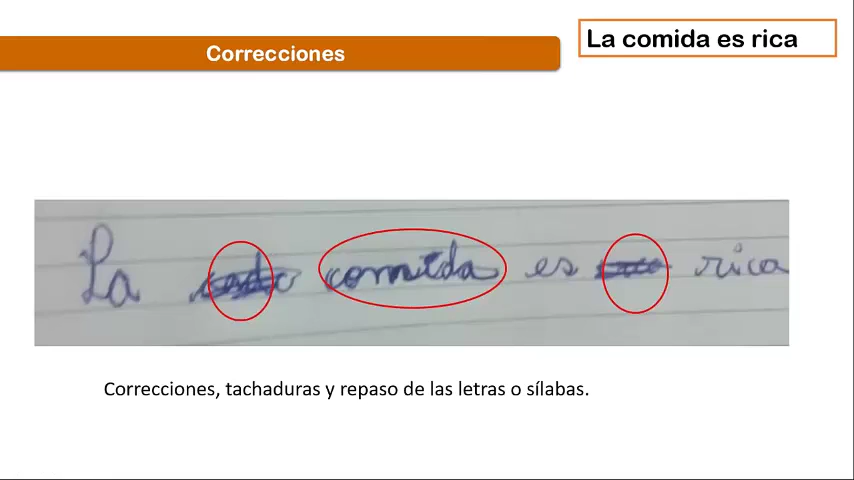 Correcciones
La comida es rica
La comida es rica
Correcciones, tachaduras y repaso de las letras o sílabas.